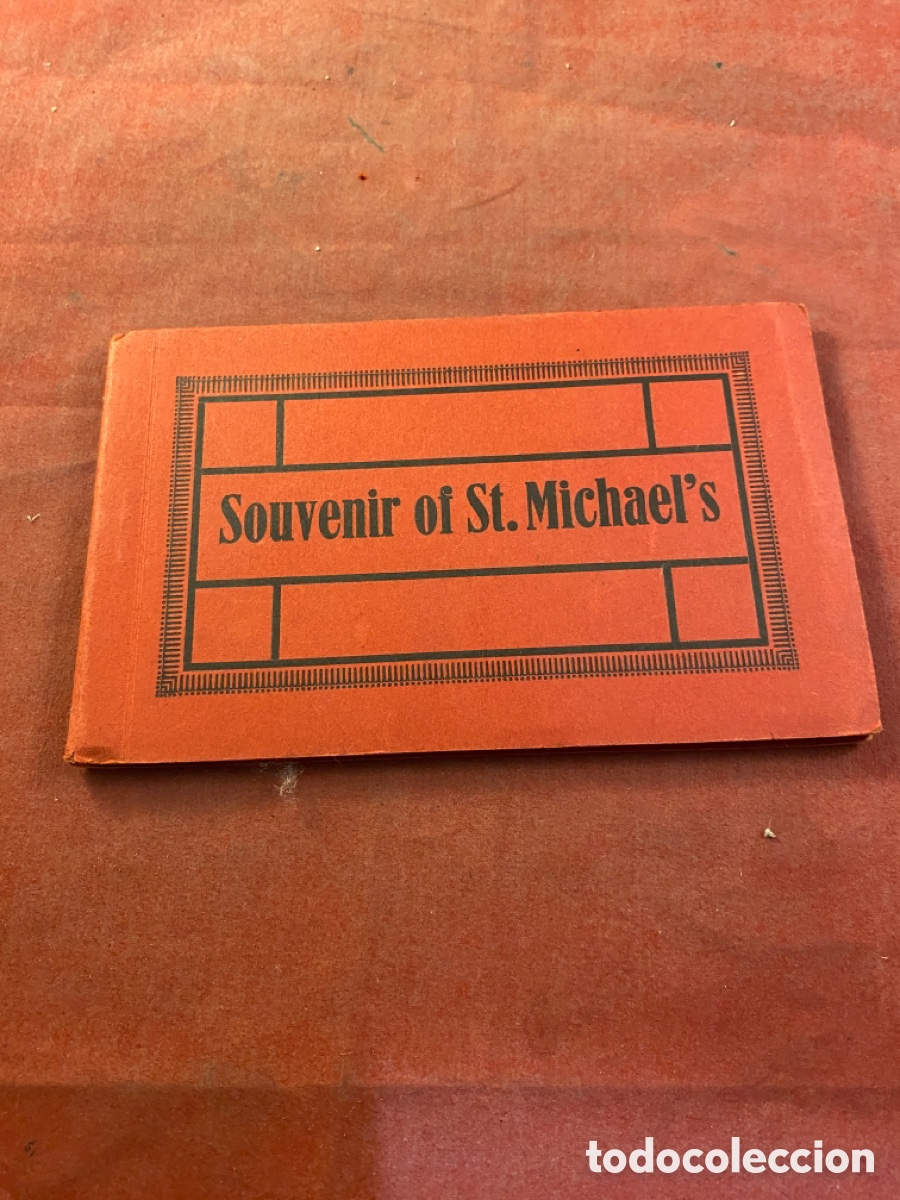 Souvenir of St. Michael's
todocoleccion